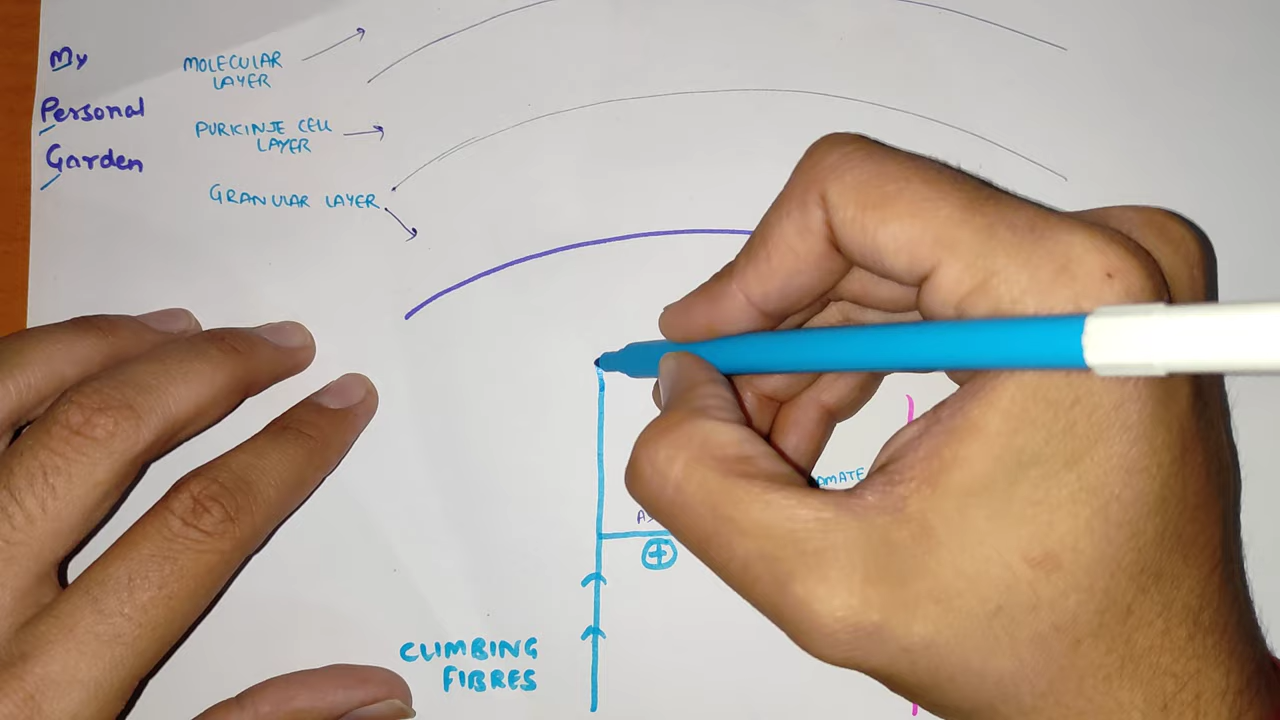 My
Personal
Garden
MOLECULAR
LAYER
PURKINJE CELL
LAYER
GRANULAR LAYER
CLIMBING
FIBRES